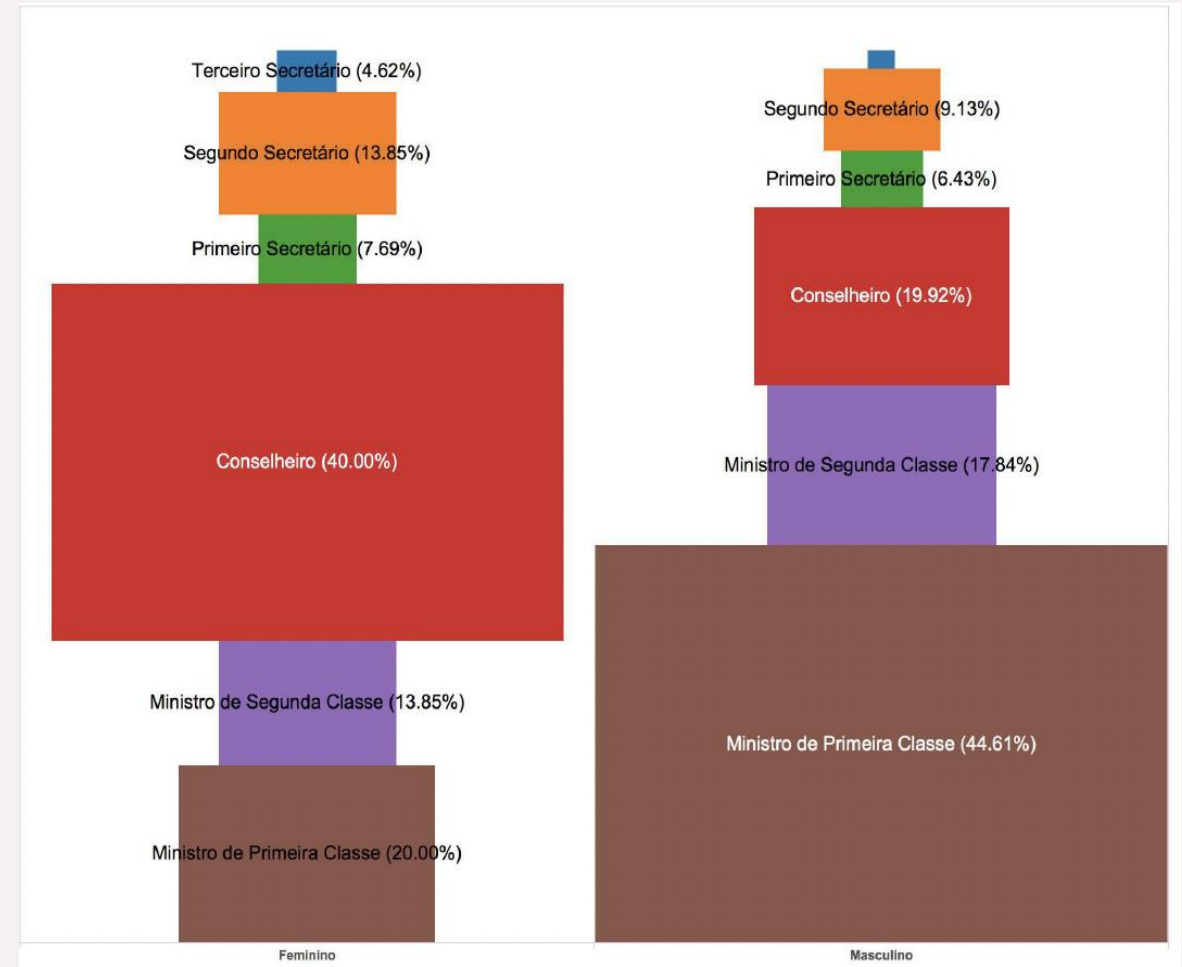 Terceiro Secretário (4.62%)
Segundo Secretário (13.85%)
Primeiro Secretário (7.69%)
Conselheiro (40.00%)
Ministro de Segunda Classe (13.85%)
Ministro de Primeira Classe (20.00%)
Feminino
Segundo Secretário (9.13%)
Primeiro Secretário (6.43%)
Conselheiro (19.92%)
Ministro de Segunda Classe (17.84%)
Ministro de Primeira Classe (44.61%)
Masculino